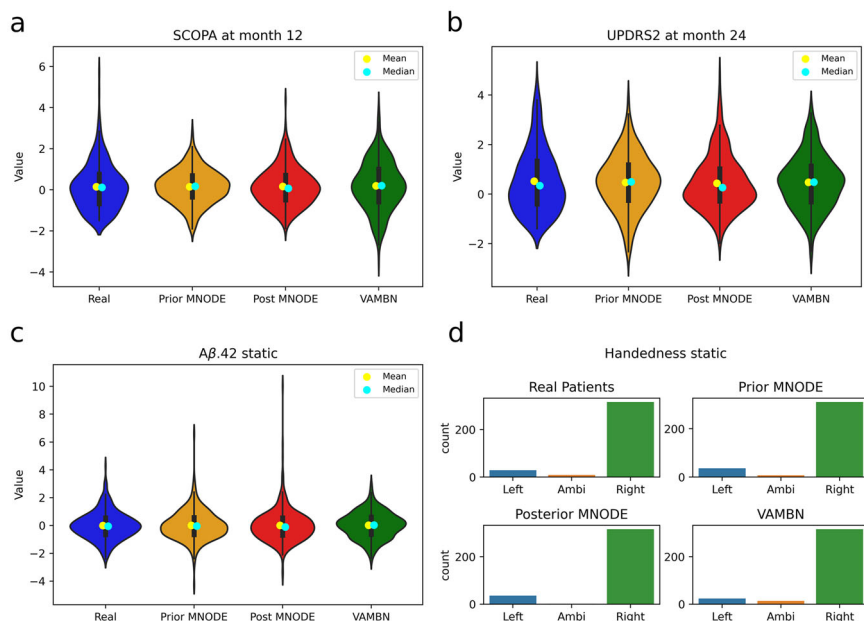 a
SCOPA at month 12
Mean
Median
Value
6
4
2
0
−2
−4
Real
Prior MNODE
Post MNODE
VAMBN
b
UPDRS2 at month 24
Mean
Median
Value
4
2
0
−2
Real
Prior MNODE
Post MNODE
VAMBN
c
Aβ.42 static
Mean
Median
Value
10
8
6
4
2
0
−2
−4
Real
Prior MNODE
Post MNODE
VAMBN
d
Handedness static
Real Patients
count
200
0
Left
Ambi
Right
Prior MNODE
200
0
Left
Ambi
Right
Posterior MNODE
count
200
0
Left
Ambi
Right
VAMBN
200
0
Left
Ambi
Right